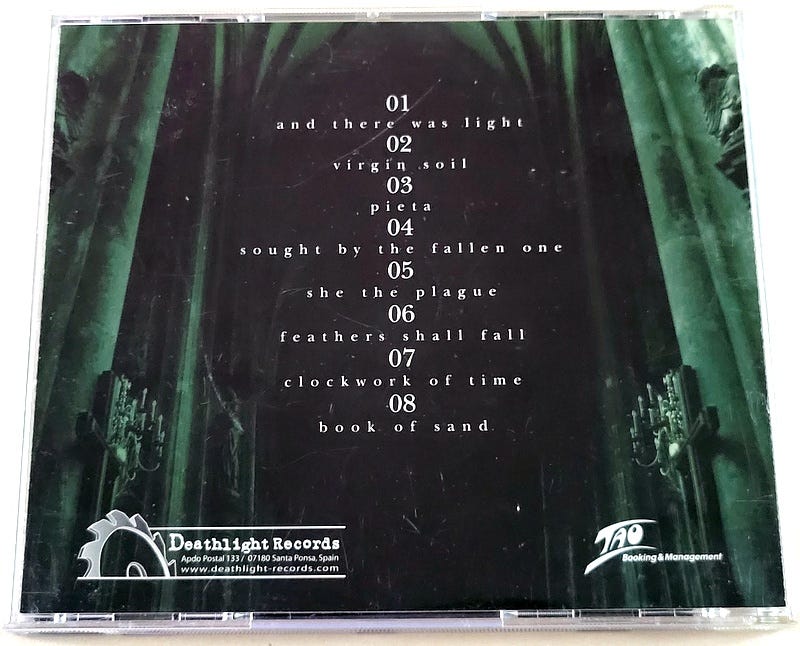 01
and there was light
02
virgin soil
03
pieta
04
sought by the fallen one
05
she the plague
06
feathers shall fall
07
clockwork of time
08
book of sand
Deathlight Records
Apdo Postal 133 / 07180 Santa Ponsa, Spain
www.deathlight-records.com
TAO
Booking & Management